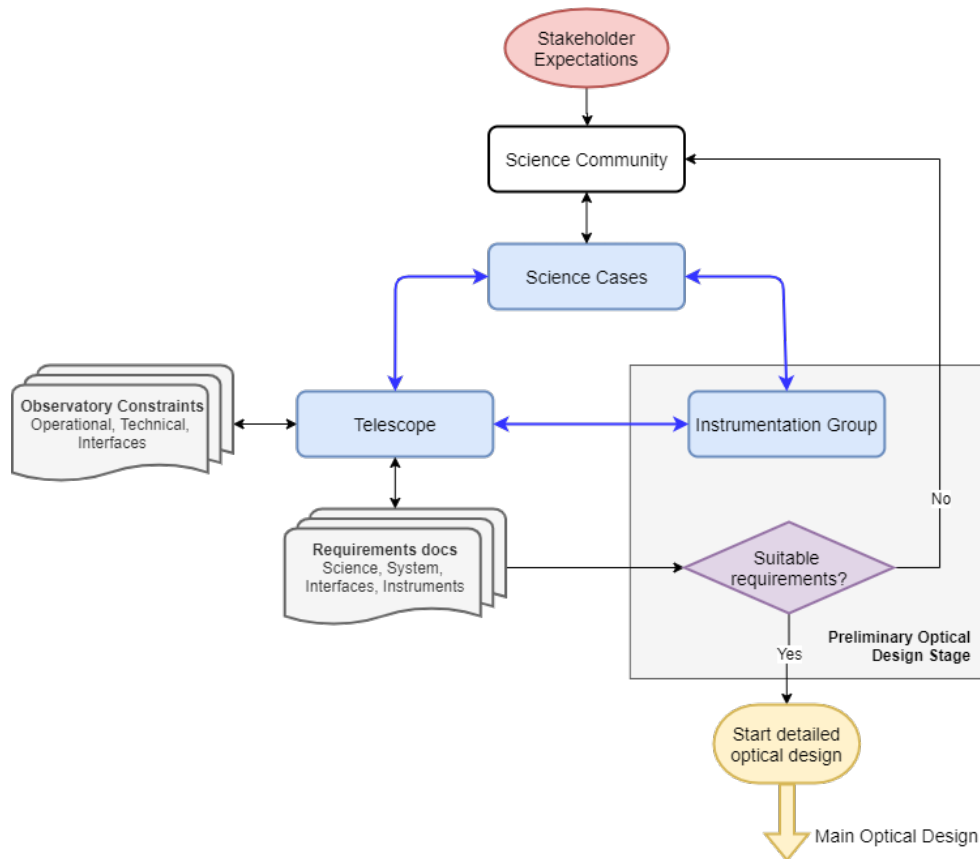 Stakeholder
Expectations
Science Community
Science Cases
Observatory Constraints
Operational, Technical,
Interfaces
Telescope
Instrumentation Group
No
Requirements docs
Science, System,
Interfaces, Instruments
Suitable
requirements?
Preliminary Optical
Design Stage
Yes
Start detailed
optical design
Main Optical Design